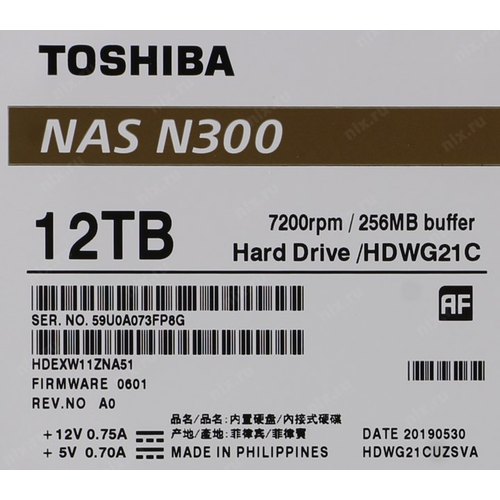 TOSHIBA
NAS N300
12TB
7200rpm / 256MB buffer
Hard Drive /HDWG21C
SER. NO. 59U0A073FP8G
AF
HDEXW11ZNA51
FIRMWARE 0601
REV.NO A0
品名/品名: 内置硬盘/內接式硬碟
+12V 0.75A
产地/產地: 菲律宾/菲律賓
DATE 20190530
+ 5V 0.70A
MADE IN PHILIPPINES
HDWG21CUZSVA